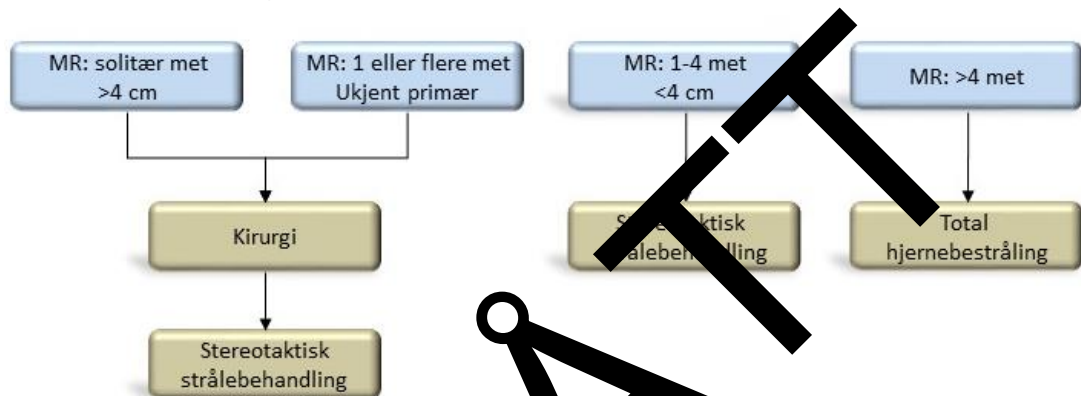 MR: solitær met
>4 cm
MR: 1 eller flere met
Ukjent primær
MR: 1-4 met
<4 cm
MR: >4 met
Kirurgi
Total
hjernebestråling
Stereotaktisk
strålebehandling